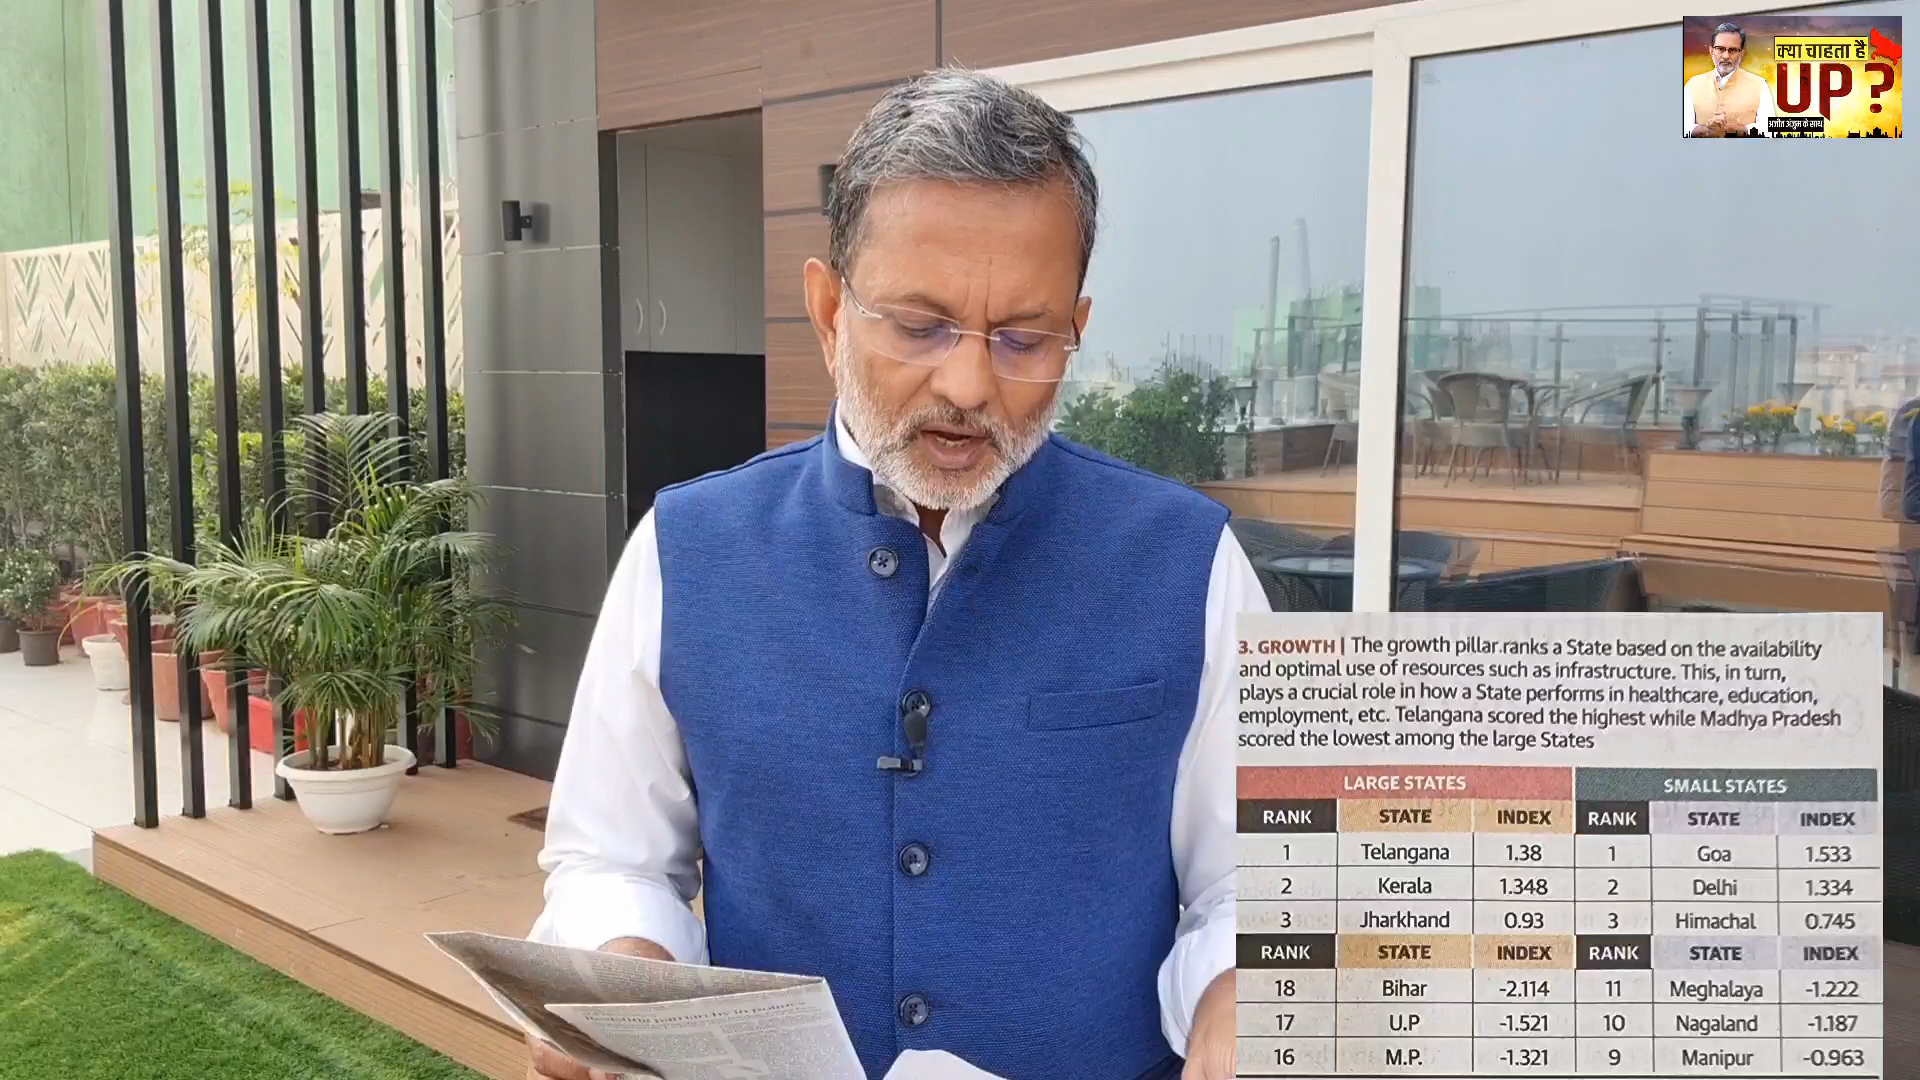 क्या चाहता है
UP?
अजीत अंजुम के साथ
3. GROWTH | The growth pillar ranks a State based on the availability
and optimal use of resources such as infrastructure. This, in turn,
plays a crucial role in how a State performs in healthcare, education,
employment, etc. Telangana scored the highest while Madhya Pradesh
scored the lowest among the large States
LARGE STATES SMALL STATES
RANK STATE INDEX RANK STATE INDEX
1 Telangana 1.38 1 Goa 1.533
2 Kerala 1.348 2 Delhi 1.334
3 Jharkhand 0.93 3 Himachal 0.745
RANK STATE INDEX RANK STATE INDEX
18 Bihar -2.114 11 Meghalaya -1.222
17 U.P -1.521 10 Nagaland -1.187
16 M.P. -1.321 9 Manipur -0.963
Resisting patriarchy in politics